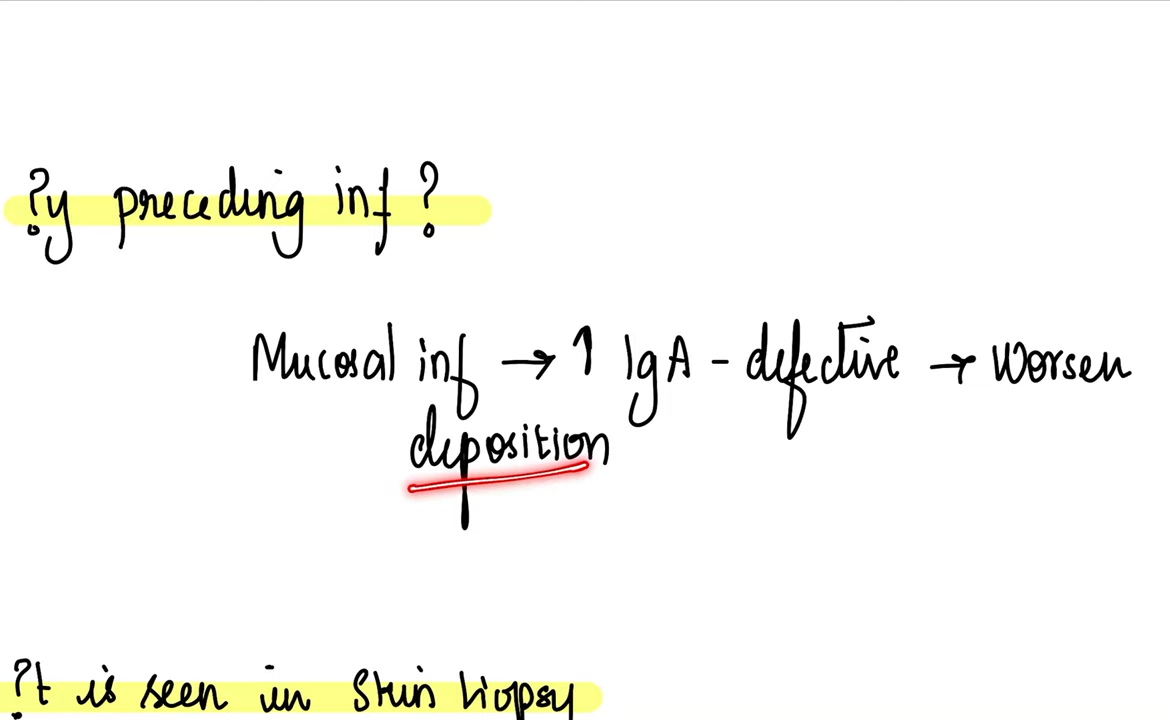 ?y preceding inf ?
Mucosal inf → ↑ IgA - defective → Worsen
deposition
?t is seen in skin biopsy